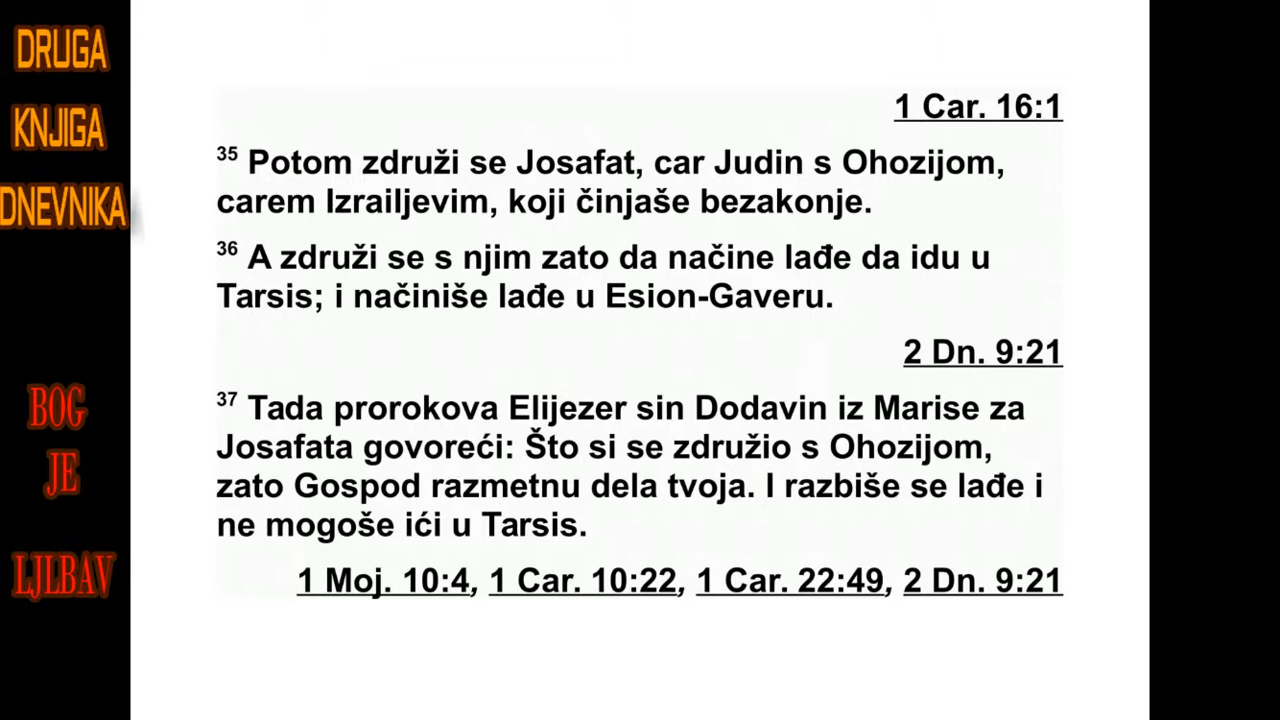 DRUGA
KNJIGA
DNEVNIKA
BOG
JE
LJLBAV
1 Car. 16:1
35 Potom združi se Josafat, car Judin s Ohozijom,
carem Izrailjevim, koji činjaše bezakonje.
36 A združi se s njim zato da načine lađe da idu u
Tarsis; i načiniše lađe u Esion-Gaveru.
2 Dn. 9:21
37 Tada prorokova Elijezer sin Dodavin iz Marise za
Josafata govoreći: Što si se združio s Ohozijom,
zato Gospod razmetnu dela tvoja. I razbiše se lađe i
ne mogoše ići u Tarsis.
1 Moj. 10:4, 1 Car. 10:22, 1 Car. 22:49, 2 Dn. 9:21